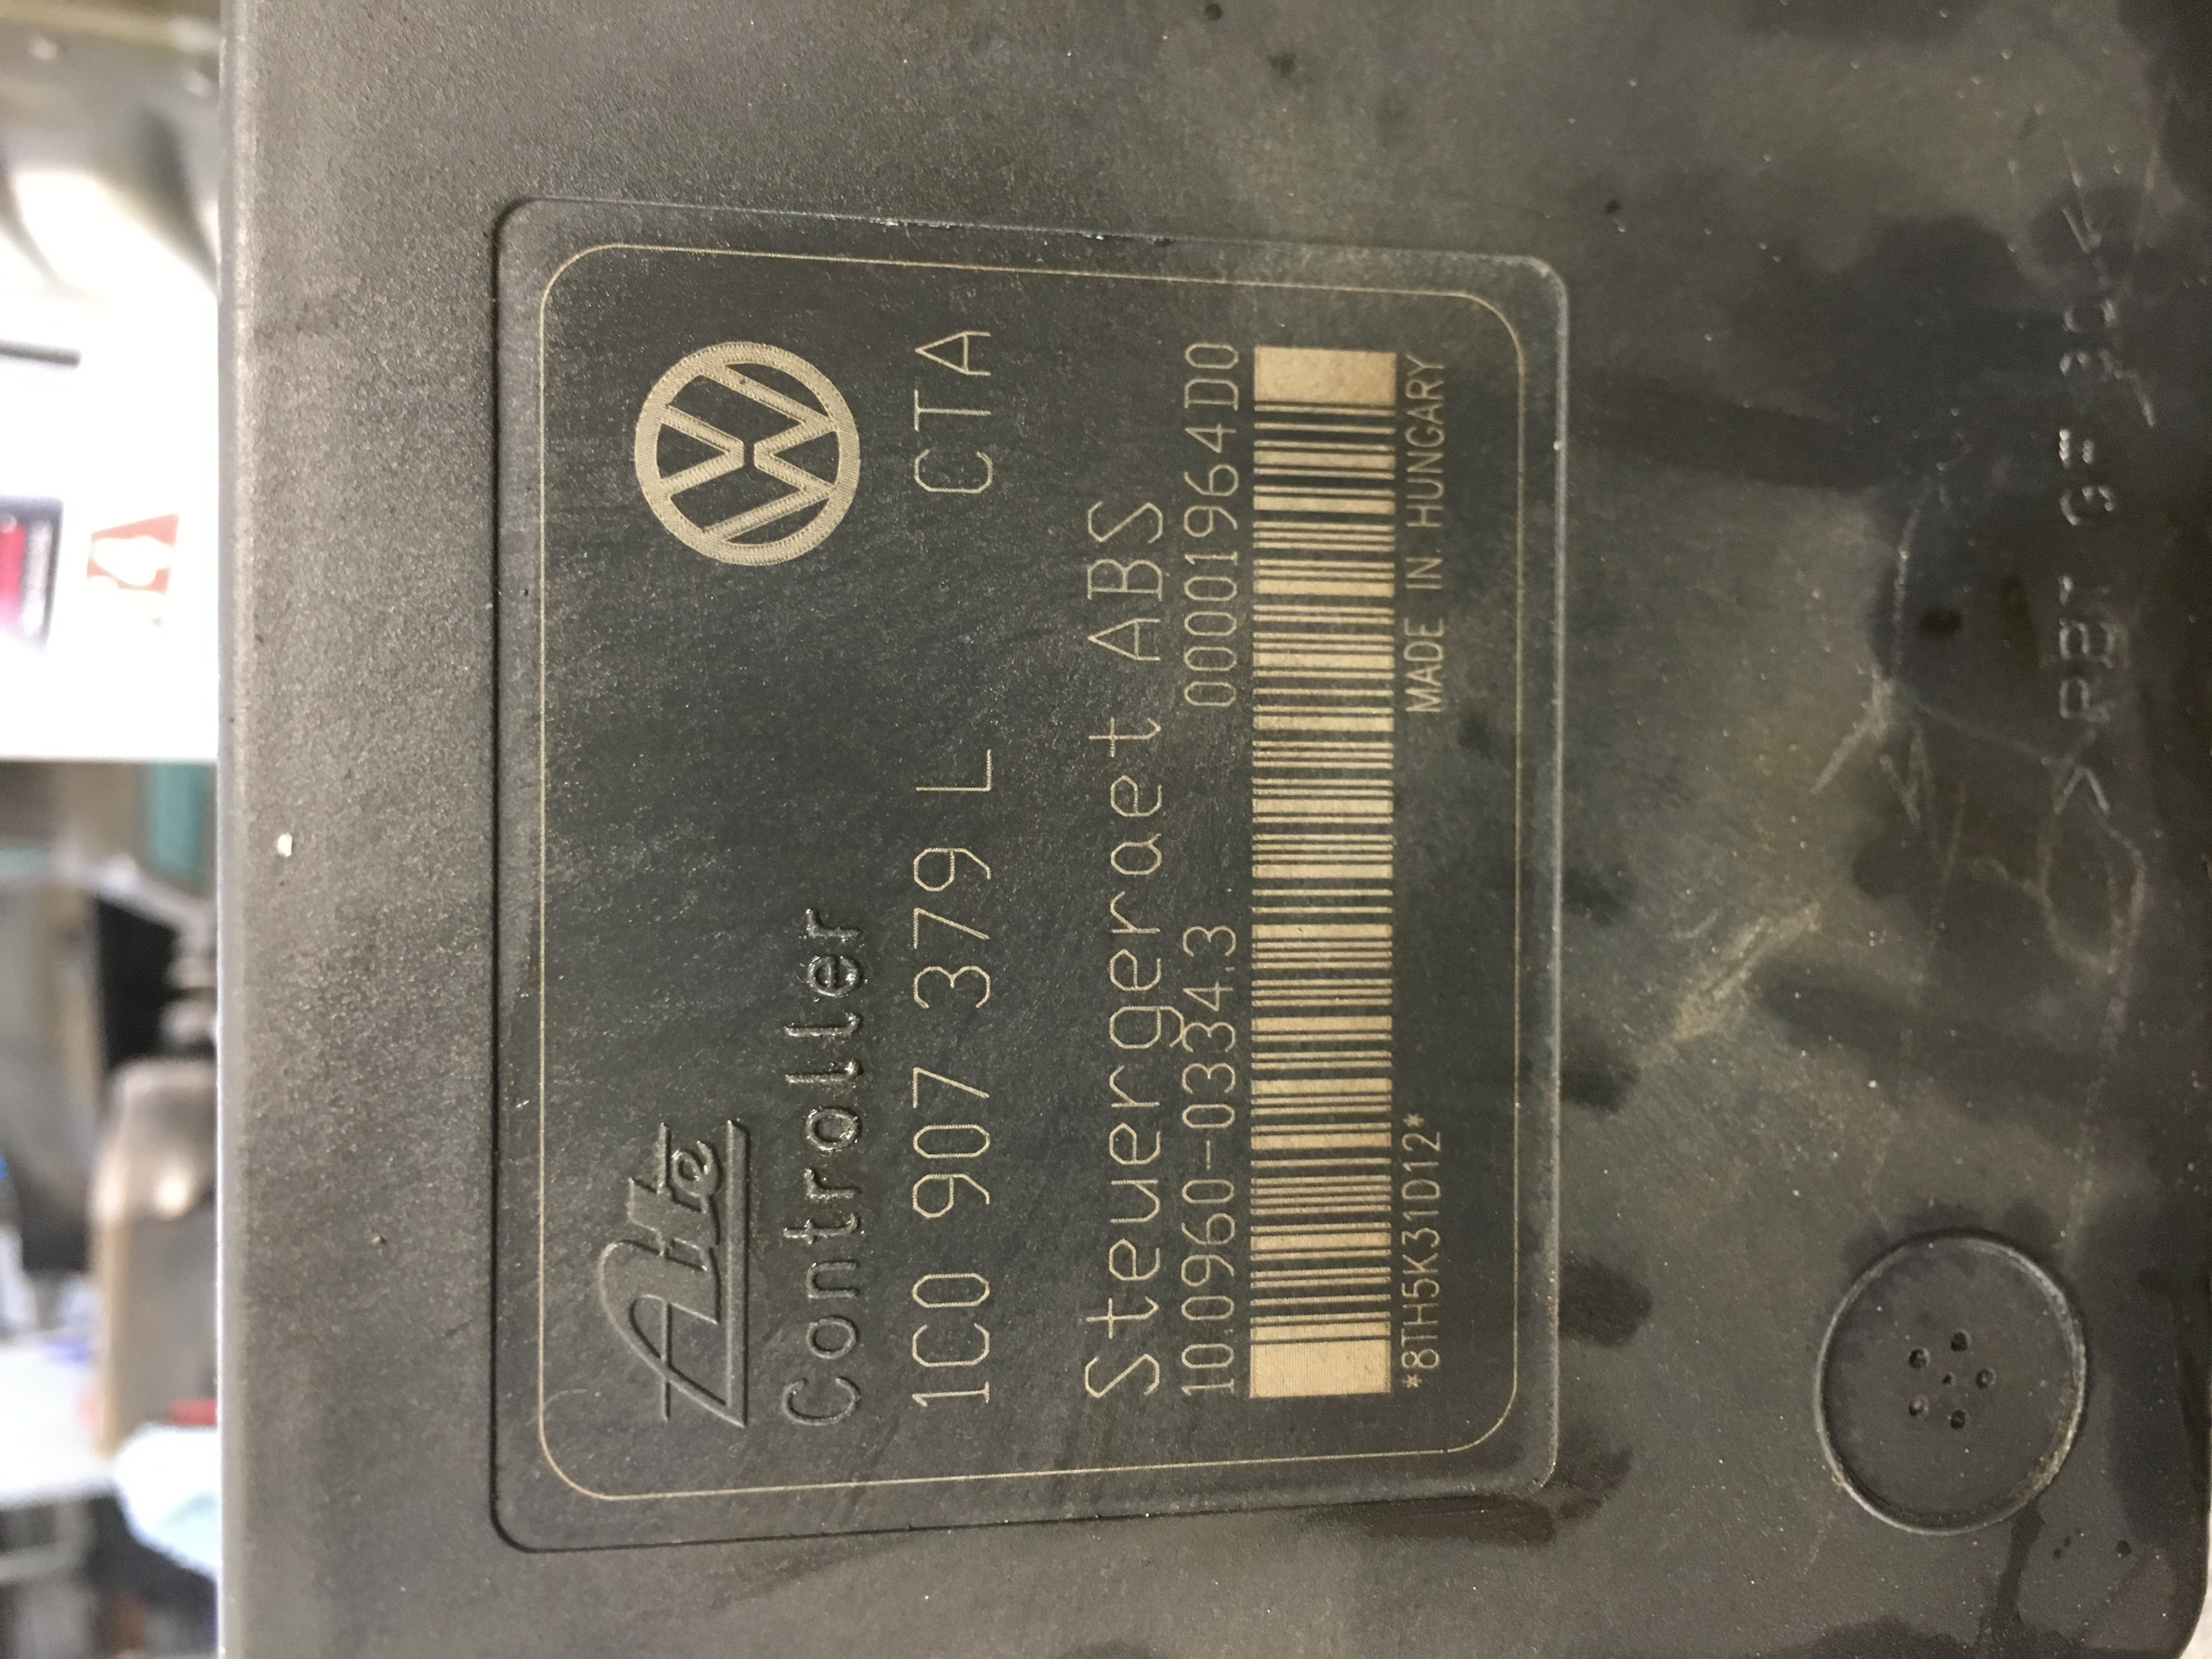 Ate
Controller
1C0 907 379 L CTA
Steuergeraet ABS
10.0960-0334.3 00001964D0
*8TH5K31D12* MADE IN HUNGARY